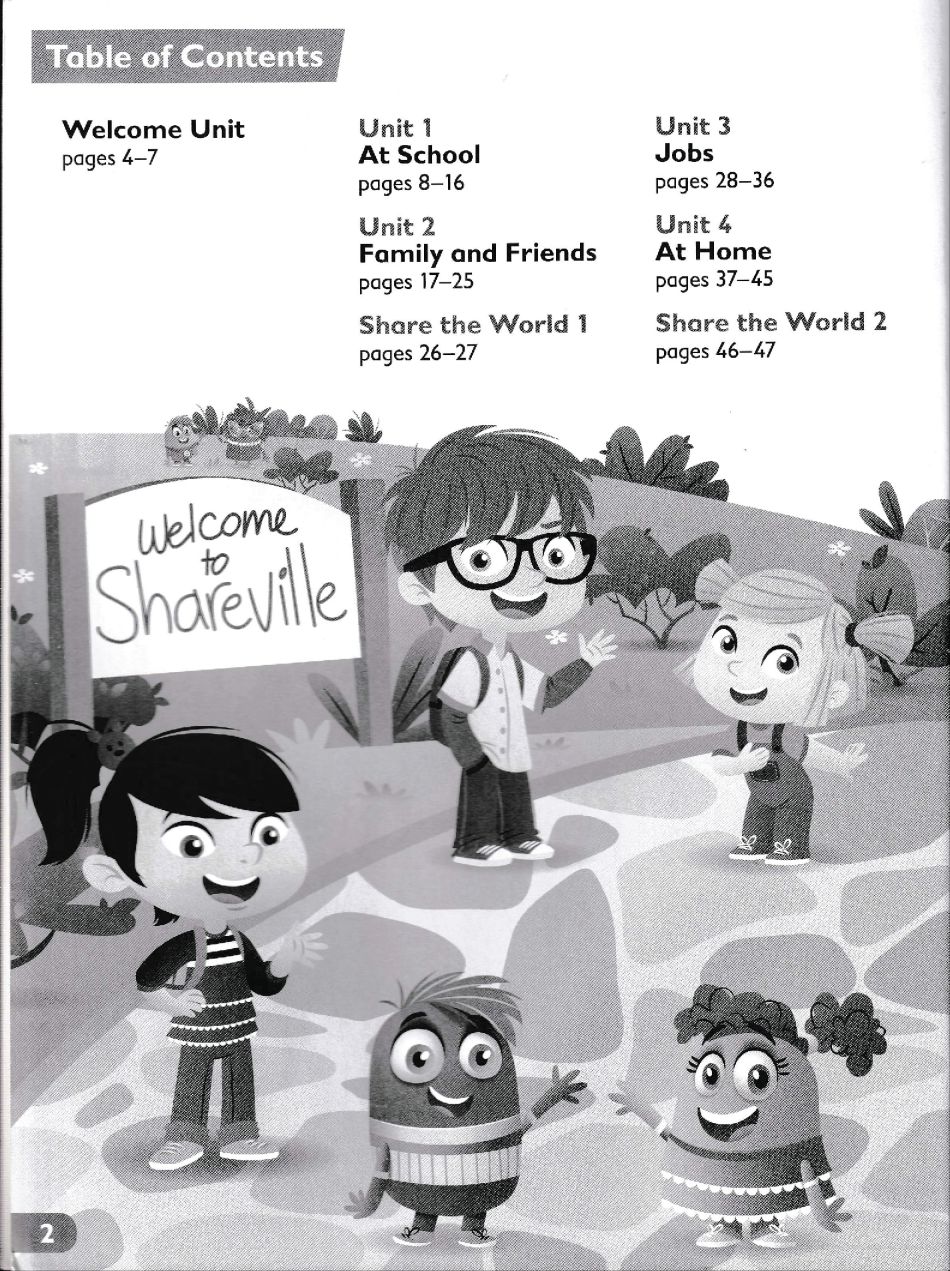 Table of Contents
Welcome Unit
pages 4–7
Unit 1
At School
pages 8–16
Unit 2
Family and Friends
pages 17–25
Share the World 1
pages 26–27
Unit 3
Jobs
pages 28–36
Unit 4
At Home
pages 37–45
Share the World 2
pages 46–47
Welcome
to
Shareville
2